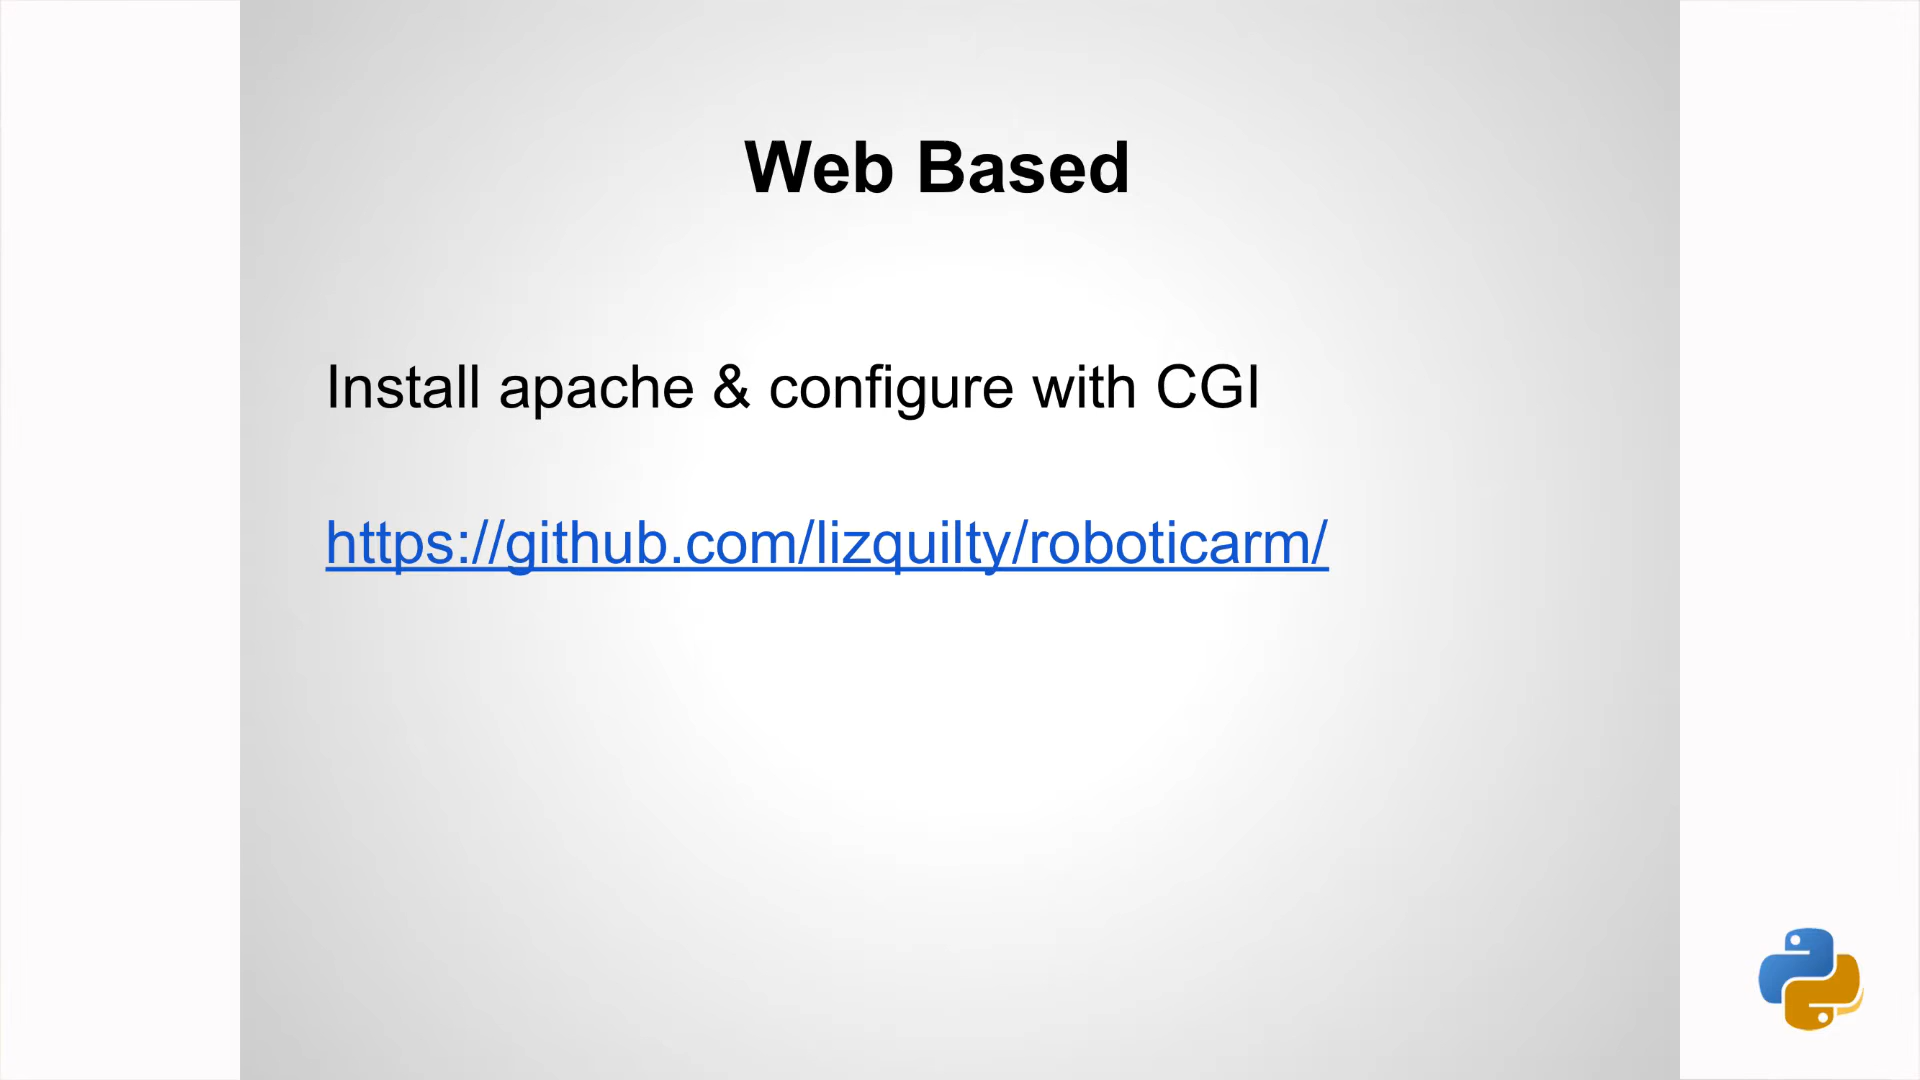 Web Based
Install apache & configure with CGI
https://github.com/lizquilty/roboticarm/